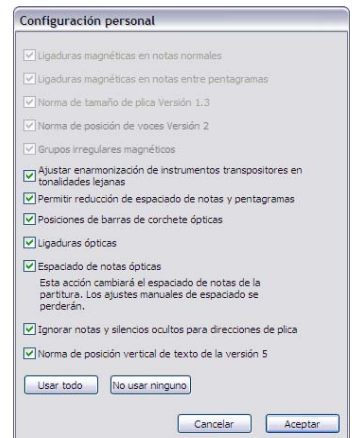 Configuración personal
Ligaduras magnéticas en notas normales
Ligaduras magnéticas en notas entre pentagramas
Norma de tamaño de plica Versión 1.3
Norma de posición de voces Versión 2
Grupos irregulares magnéticos
Ajustar enarmonización de instrumentos transpositores en
tonalidades lejanas
Permitir reducción de espaciado de notas y pentagramas
Posiciones de barras de corchete ópticas
Ligaduras ópticas
Espaciado de notas ópticas
Esta acción cambiará el espaciado de notas de la
partitura. Los ajustes manuales de espaciado se
perderán.
Ignorar notas y silencios ocultos para direcciones de plica
Norma de posición vertical de texto de la versión 5
Usar todo No usar ninguno
Cancelar Aceptar